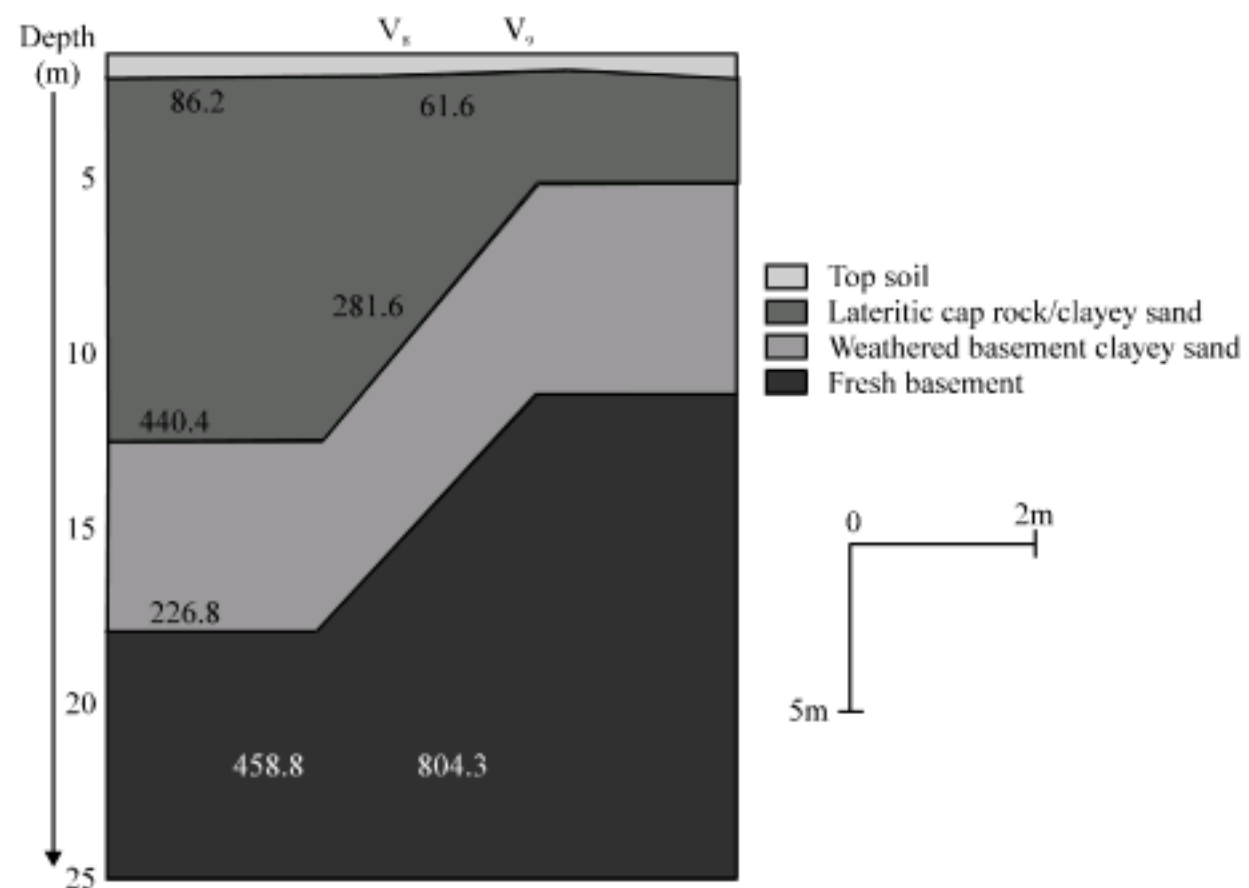 Depth
(m)
V₈
V₉
86.2
61.6
5
281.6
10
440.4
15
226.8
20
458.8
804.3
25
Top soil
Lateritic cap rock/clayey sand
Weathered basement clayey sand
Fresh basement
0
2m
5m